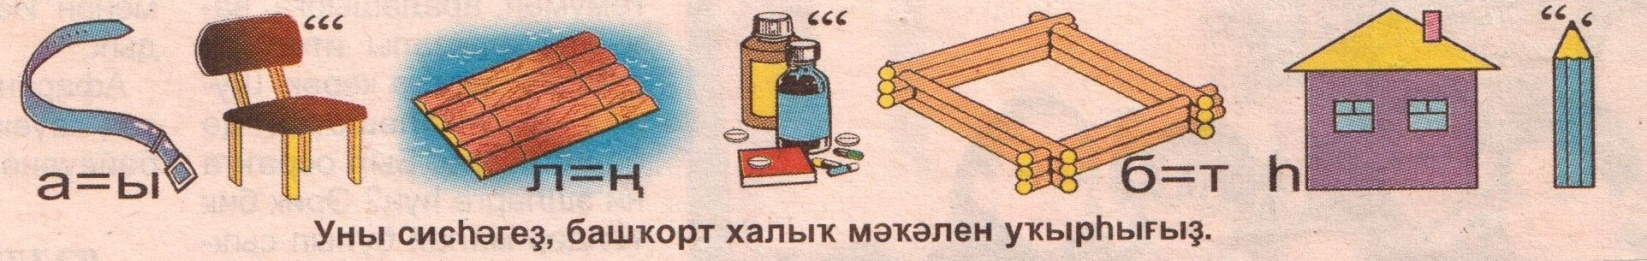 “‘ “‘ “ ‘
а=ы л=ң б=т һ
Уны сисһәгеҙ, башҡорт халыҡ мәҡәлен уҡырһығыҙ.